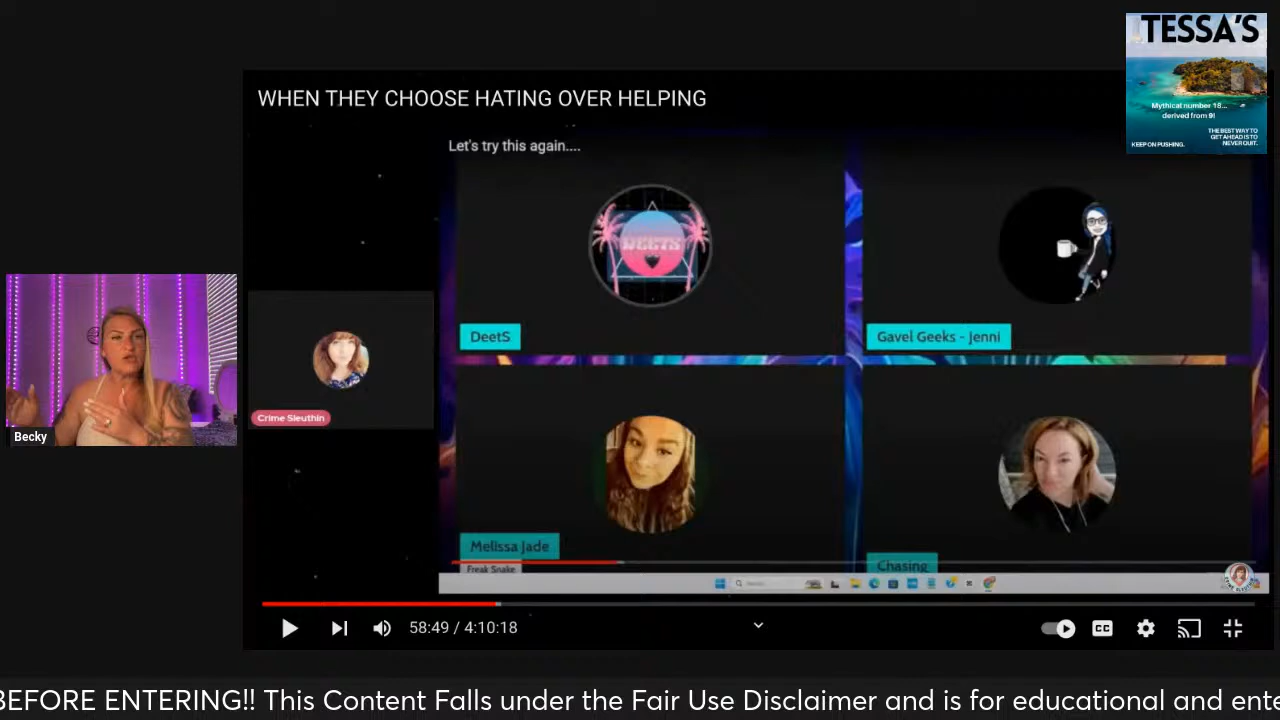 TESSA'S
Mythical number 18...
derived from 9!
THE BEST WAY TO
GET AHEAD IS TO
NEVER QUIT.
KEEP ON PUSHING.
WHEN THEY CHOOSE HATING OVER HELPING
Let's try this again....
DEETS
DeetS
Gavel Geeks - Jenni
Crime Sleuthin
Becky
Melissa Jade
Freak Snake
Chasing
58:49 / 4:10:18
CC
BEFORE ENTERING!! This Content Falls under the Fair Use Disclaimer and is for educational and ente